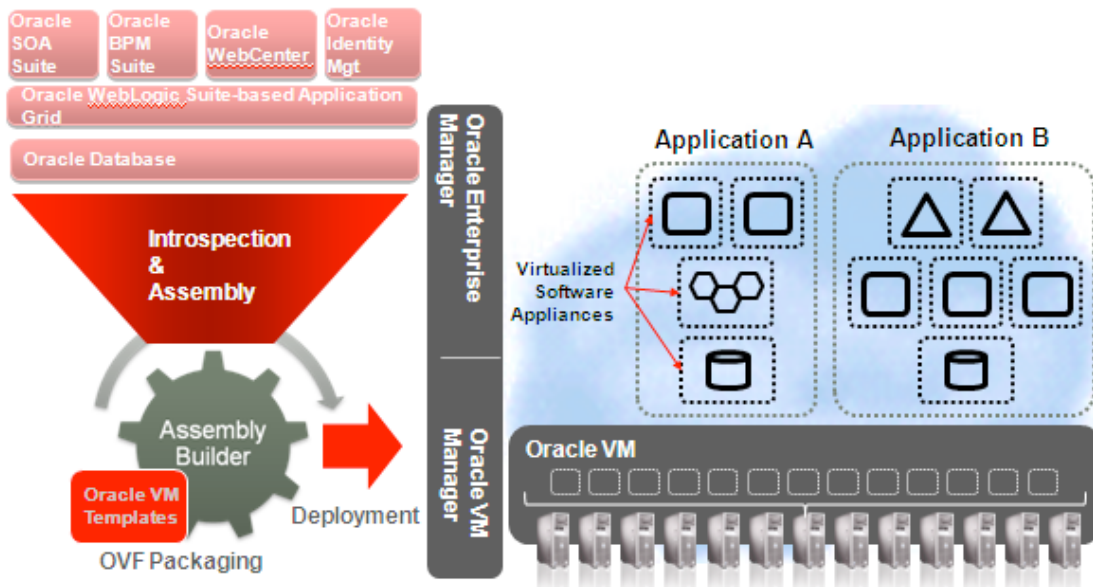 Oracle
SOA
Suite
Oracle
BPM
Suite
Oracle
WebCenter
Oracle
Identity
Mgt
Oracle WebLogic Suite-based Application
Grid
Oracle Database
Introspection
&
Assembly
Assembly
Builder
Oracle VM
Templates
OVF Packaging
Deployment
Oracle Enterprise
Manager
Oracle VM
Manager
Application A
Application B
Virtualized
Software
Appliances
Oracle VM